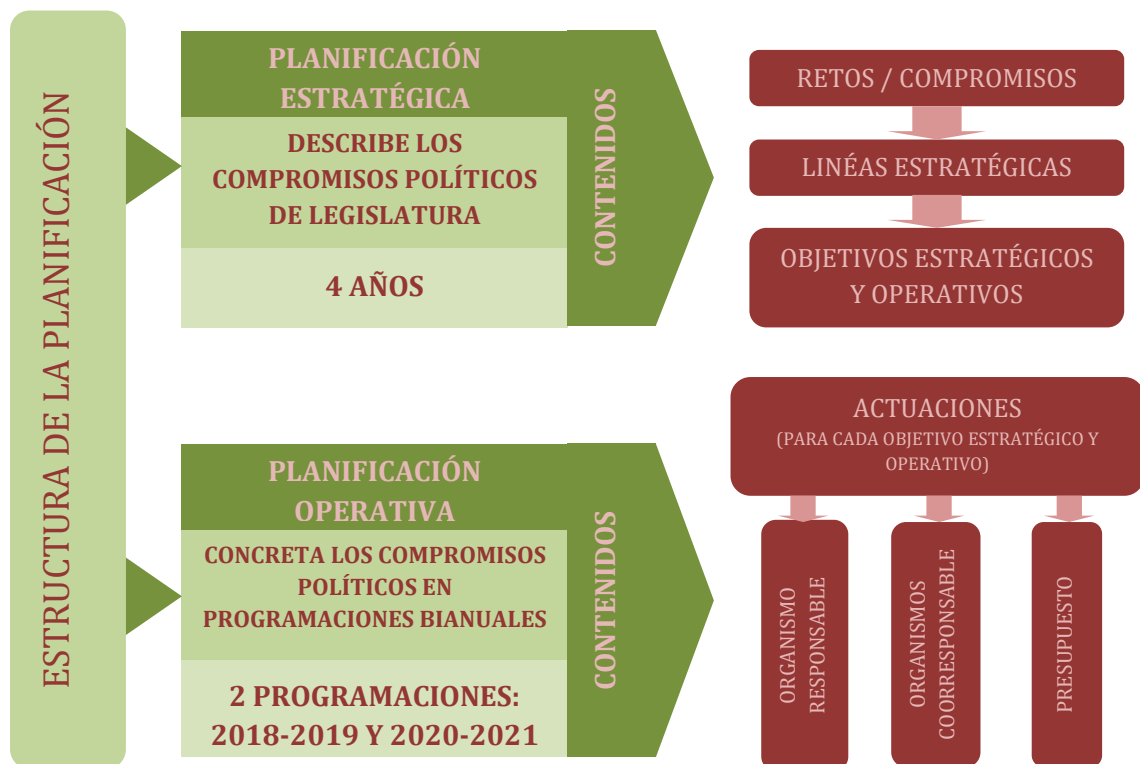 ESTRUCTURA DE LA PLANIFICACIÓN
PLANIFICACIÓN
ESTRATÉGICA
DESCRIBE LOS
COMPROMISOS POLÍTICOS
DE LEGISLATURA
4 AÑOS
CONTENIDOS
RETOS / COMPROMISOS
LINÉAS ESTRATÉGICAS
OBJETIVOS ESTRATÉGICOS
Y OPERATIVOS
PLANIFICACIÓN
OPERATIVA
CONCRETA LOS COMPROMISOS
POLÍTICOS EN
PROGRAMACIONES BIANUALES
2 PROGRAMACIONES:
2018-2019 Y 2020-2021
CONTENIDOS
ACTUACIONES
(PARA CADA OBJETIVO ESTRATÉGICO Y
OPERATIVO)
ORGANISMO
RESPONSABLE
ORGANISMOS
COORRESPONSABLE
PRESUPUESTO